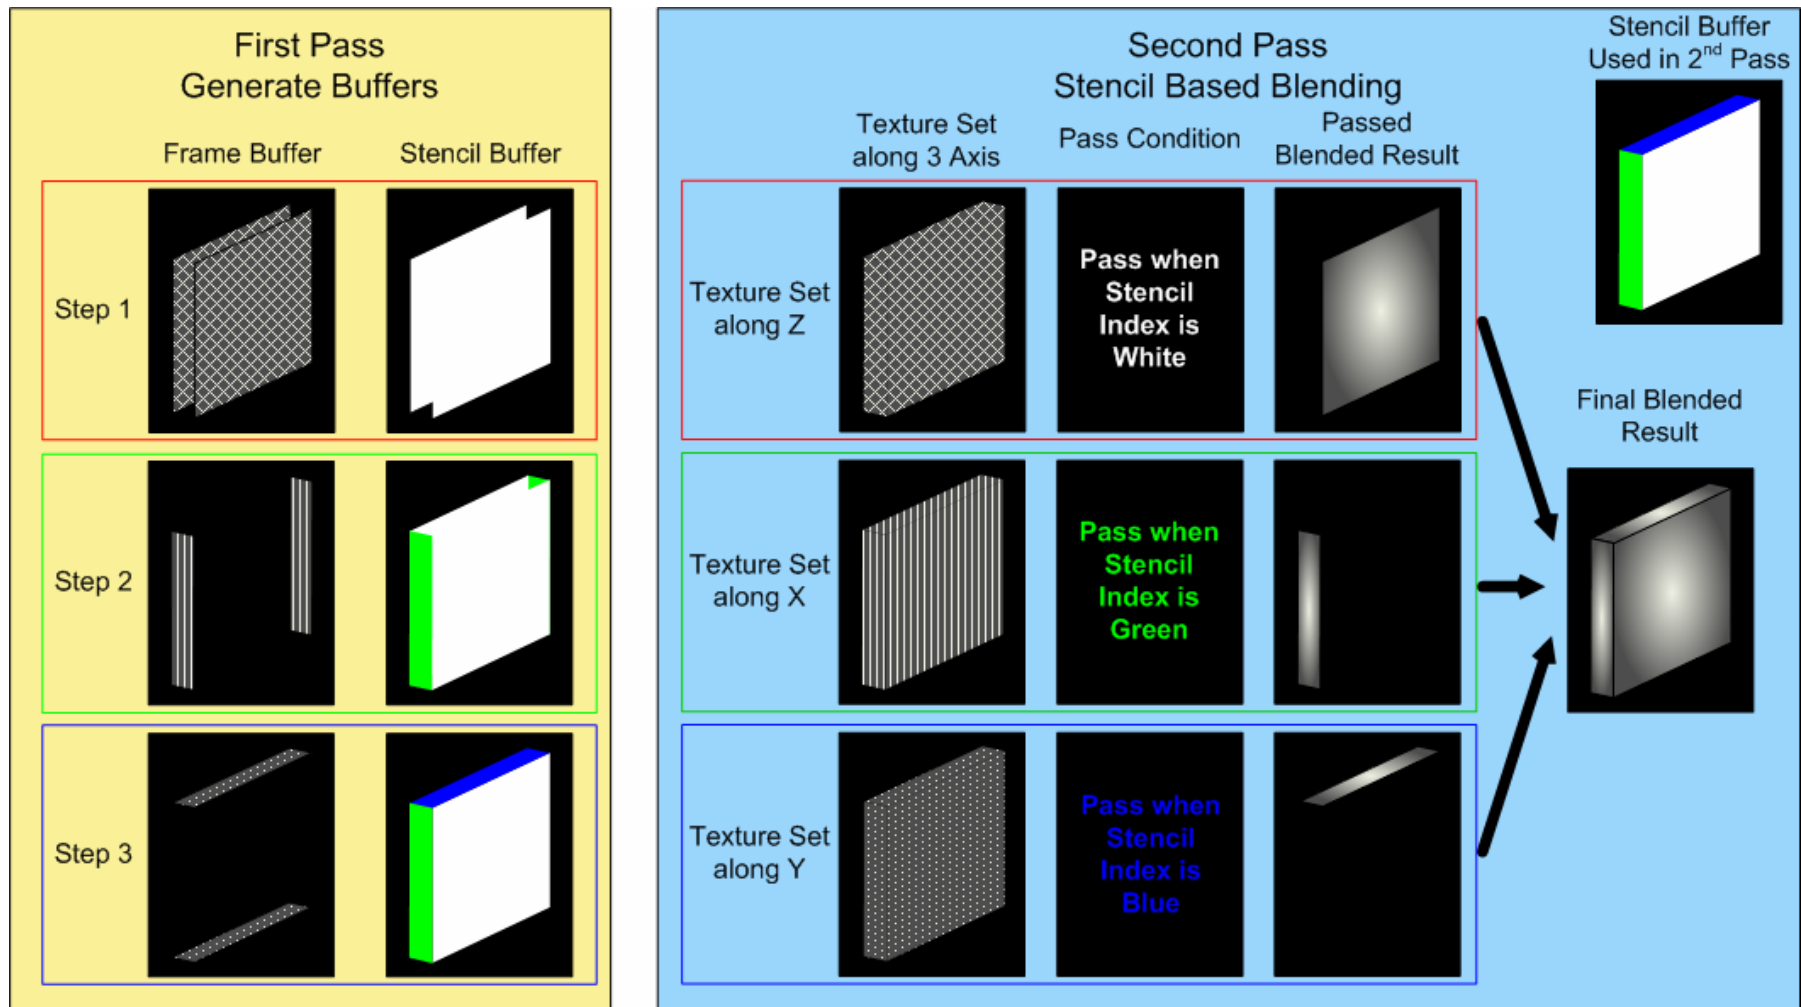 First Pass
Generate Buffers
Frame Buffer
Stencil Buffer
Step 1
Step 2
Step 3
Second Pass
Stencil Based Blending
Texture Set
along 3 Axis
Pass Condition
Passed
Blended Result
Texture Set
along Z
Pass when
Stencil
Index is
White
Texture Set
along X
Pass when
Stencil
Index is
Green
Texture Set
along Y
Pass when
Stencil
Index is
Blue
Stencil Buffer
Used in 2nd Pass
Final Blended
Result